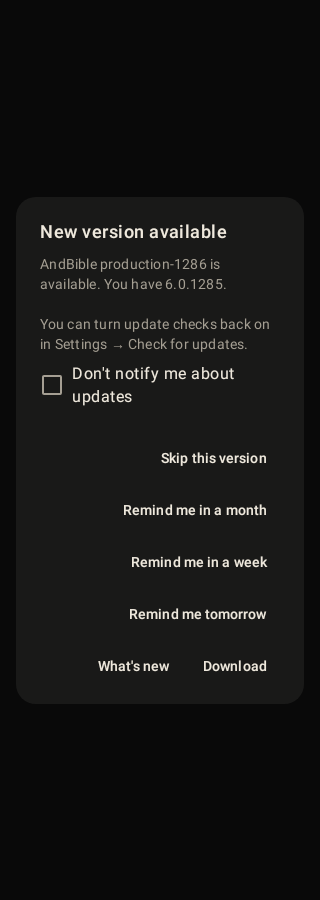 New version available
AndBible production-1286 is
available. You have 6.0.1285.
You can turn update checks back on
in Settings → Check for updates.
Don't notify me about
updates
Skip this version
Remind me in a month
Remind me in a week
Remind me tomorrow
What's new Download